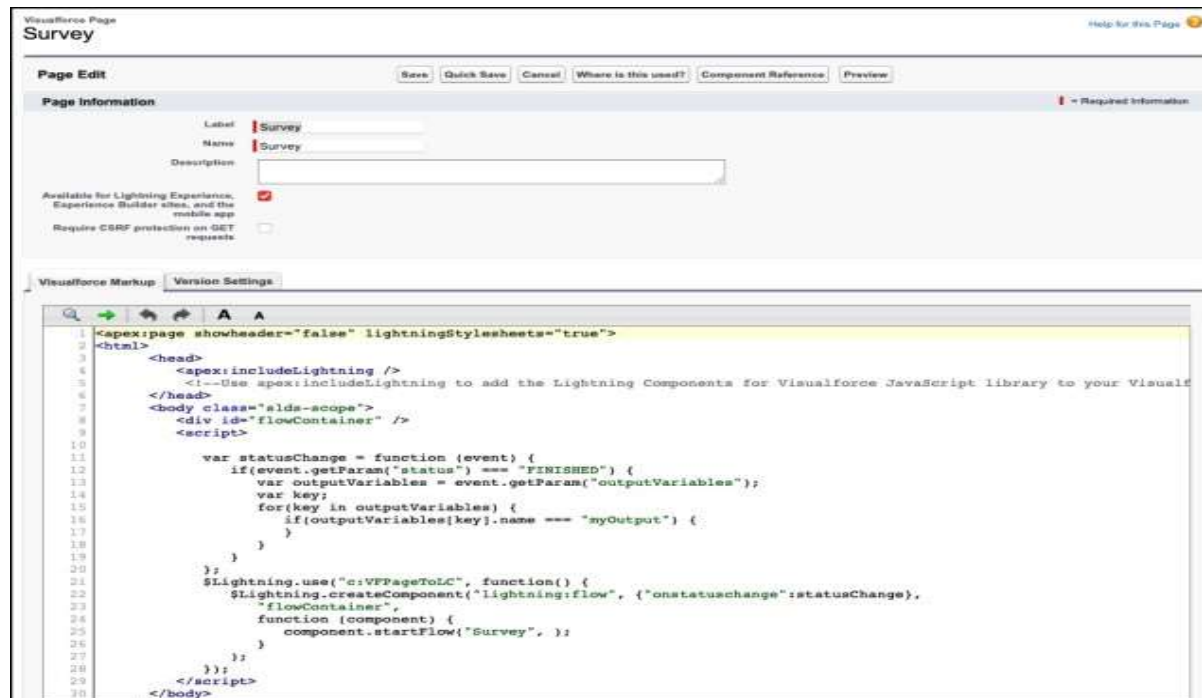 Visualforce Page
Survey
Help for this Page
Page Edit
Save Quick Save Cancel Where is this used? Component Reference Preview
Page Information
= Required Information
Label Survey
Name Survey
Description
Available for Lightning Experience,
Experience Builder sites, and the
mobile app
Require CSRF protection on GET
requests
Visualforce Markup Version Settings
A A
1 <apex:page showheader="false" lightningStylesheets="true">
2 <html>
3 <head>
4 <apex:includeLightning />
5 <!--Use apex:includeLightning to add the Lightning Components for Visualforce JavaScript library to your Visualf
6 </head>
7 <body class="slds-scope">
8 <div id="flowContainer" />
9 <script>
10
11 var statusChange = function (event) {
12 if(event.getParam("status") === "FINISHED") {
13 var outputVariables = event.getParam("outputVariables");
14 var key;
15 for(key in outputVariables) {
16 if(outputVariables[key].name === "myOutput") {
17 }
18 }
19 }
20 };
21 $Lightning.use("c:VFPageToLC", function() {
22 $Lightning.createComponent("lightning:flow", {"onstatuschange":statusChange},
23 "flowContainer",
24 function (component) {
25 component.startFlow("Survey", );
26 }
27 );
28 });
29 </script>
30 </body>